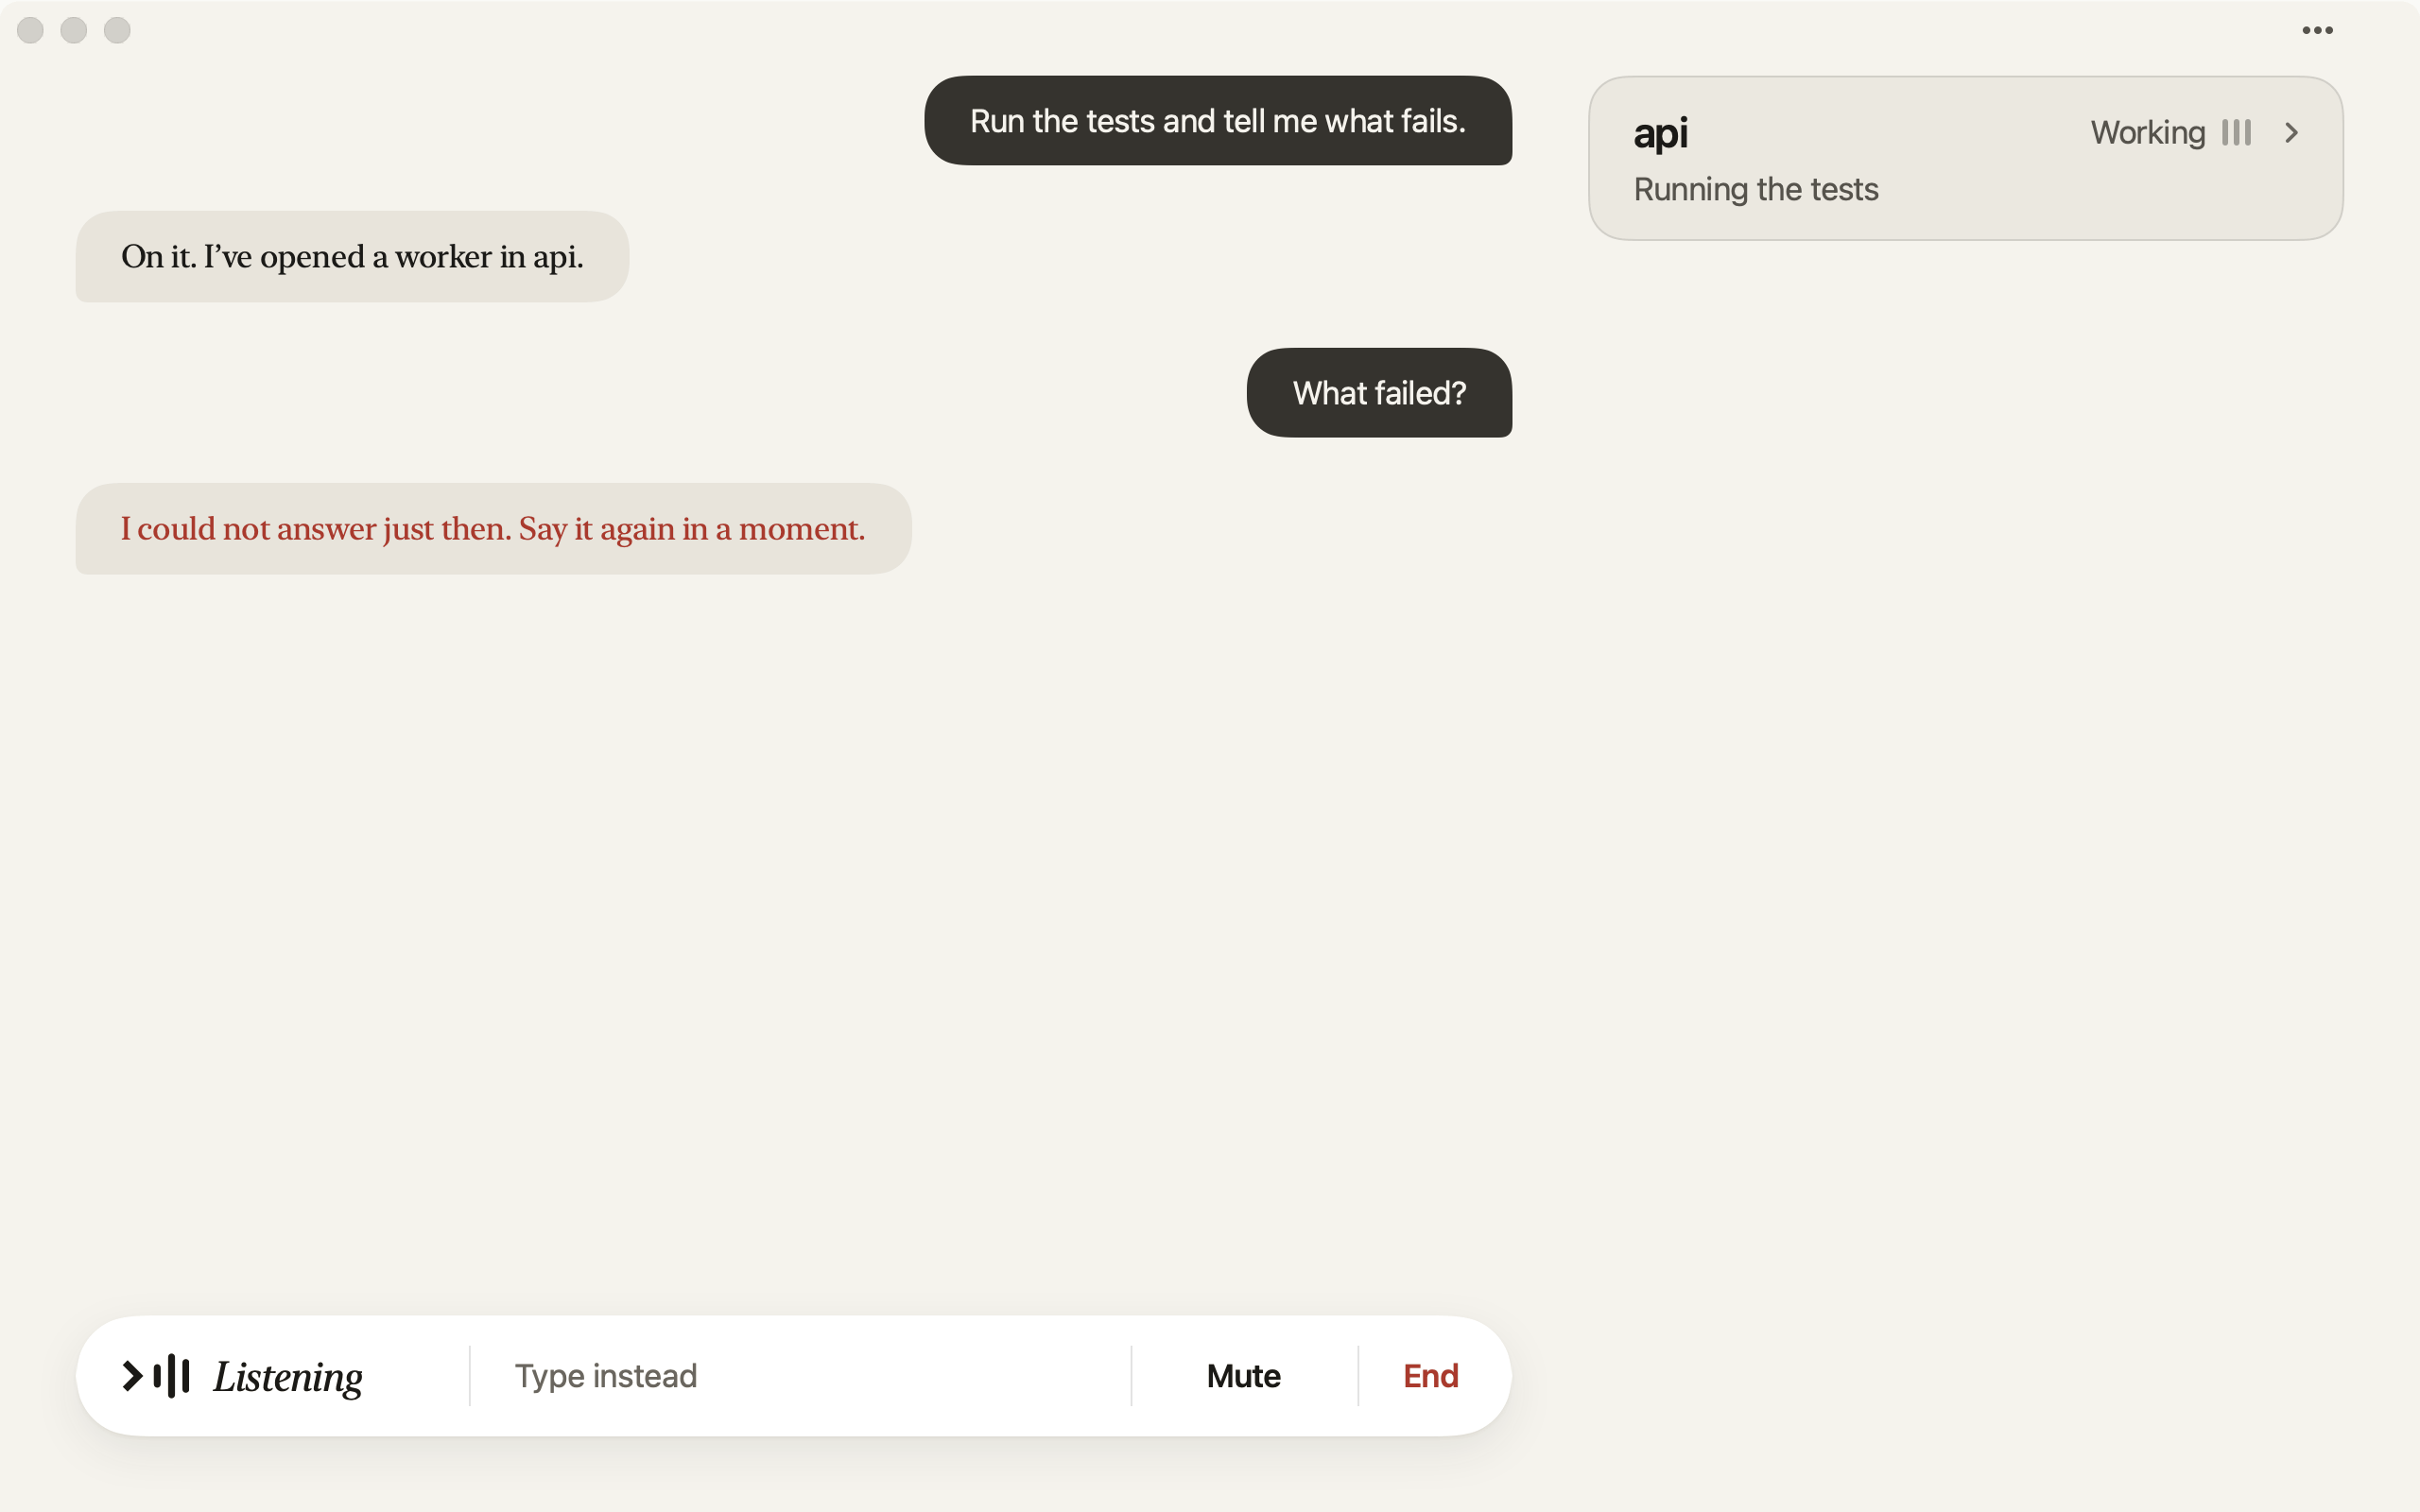 Run the tests and tell me what fails.
api
Working
Running the tests
On it. I’ve opened a worker in api.
What failed?
I could not answer just then. Say it again in a moment.
Listening
Type instead
Mute
End